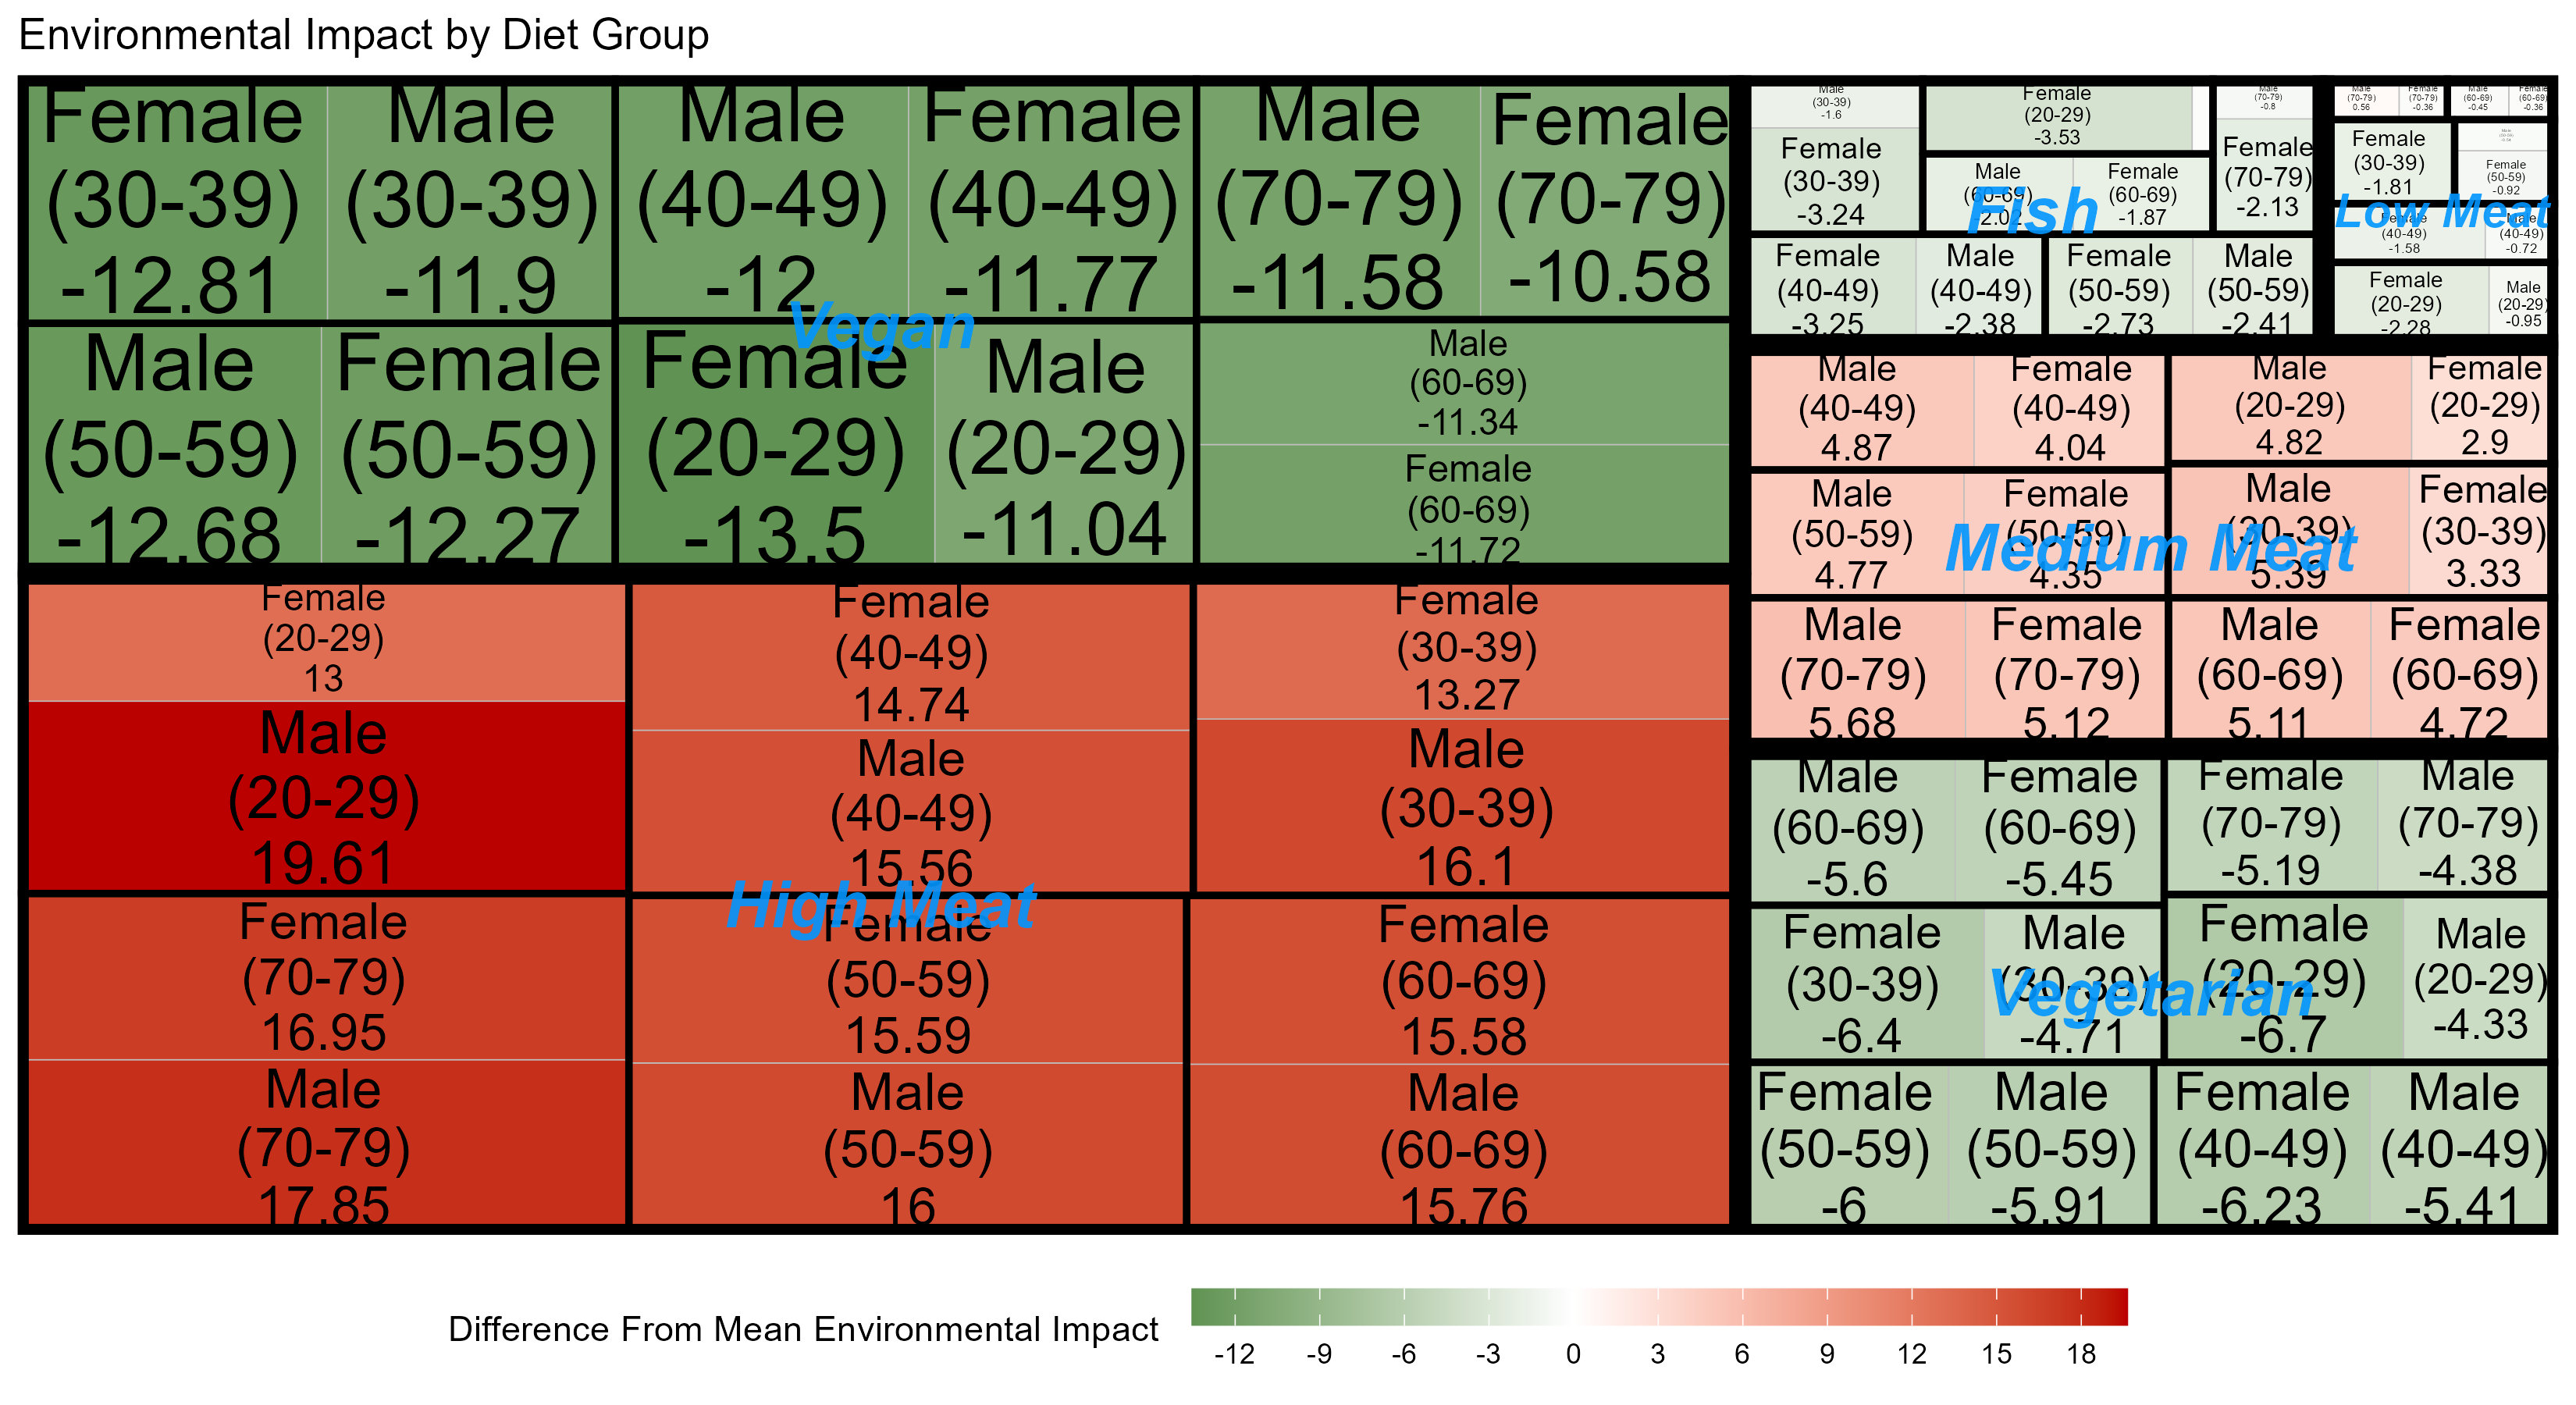 Environmental Impact by Diet Group
Female
(30-39)
-12.81
Male
(30-39)
-11.9
Male
(40-49)
-12
Female
(40-49)
-11.77
Male
(70-79)
-11.58
Female
(70-79)
-10.58
Vegan
Male
(50-59)
-12.68
Female
(50-59)
-12.27
Female
(20-29)
-13.5
Male
(20-29)
-11.04
Male
(60-69)
-11.34
Female
(60-69)
-11.72
Female
(20-29)
13
Male
(20-29)
19.61
Female
(40-49)
14.74
Male
(40-49)
15.56
Female
(30-39)
13.27
Male
(30-39)
16.1
High Meat
Female
(70-79)
16.95
Male
(70-79)
17.85
Female
(50-59)
15.59
Male
(50-59)
16
Female
(60-69)
15.58
Male
(60-69)
15.76
Male
(30-39)
-1.6
Female
(30-39)
-3.24
Female
(20-29)
-3.53
Male
(60-69)
-2.02
Female
(60-69)
-1.87
Male
(70-79)
-0.8
Female
(70-79)
-2.13
Fish
Female
(40-49)
-3.25
Male
(40-49)
-2.38
Female
(50-59)
-2.73
Male
(50-59)
-2.41
Male
(70-79)
0.56
Female
(70-79)
-0.36
Male
(60-69)
-0.45
Female
(60-69)
-0.36
Female
(30-39)
-1.81
Female
(50-59)
-0.92
Low Meat
Female
(40-49)
-1.58
Male
(40-49)
-0.72
Female
(20-29)
-2.28
Male
(20-29)
-0.95
Male
(40-49)
4.87
Female
(40-49)
4.04
Male
(20-29)
4.82
Female
(20-29)
2.9
Male
(50-59)
4.77
Female
(50-59)
4.35
Male
(30-39)
5.39
Female
(30-39)
3.33
Medium Meat
Male
(70-79)
5.68
Female
(70-79)
5.12
Male
(60-69)
5.11
Female
(60-69)
4.72
Male
(60-69)
-5.6
Female
(60-69)
-5.45
Female
(70-79)
-5.19
Male
(70-79)
-4.38
Female
(30-39)
-6.4
Male
(30-39)
-4.71
Female
(20-29)
-6.7
Male
(20-29)
-4.33
Vegetarian
Female
(50-59)
-6
Male
(50-59)
-5.91
Female
(40-49)
-6.23
Male
(40-49)
-5.41
Difference From Mean Environmental Impact
-12 -9 -6 -3 0 3 6 9 12 15 18